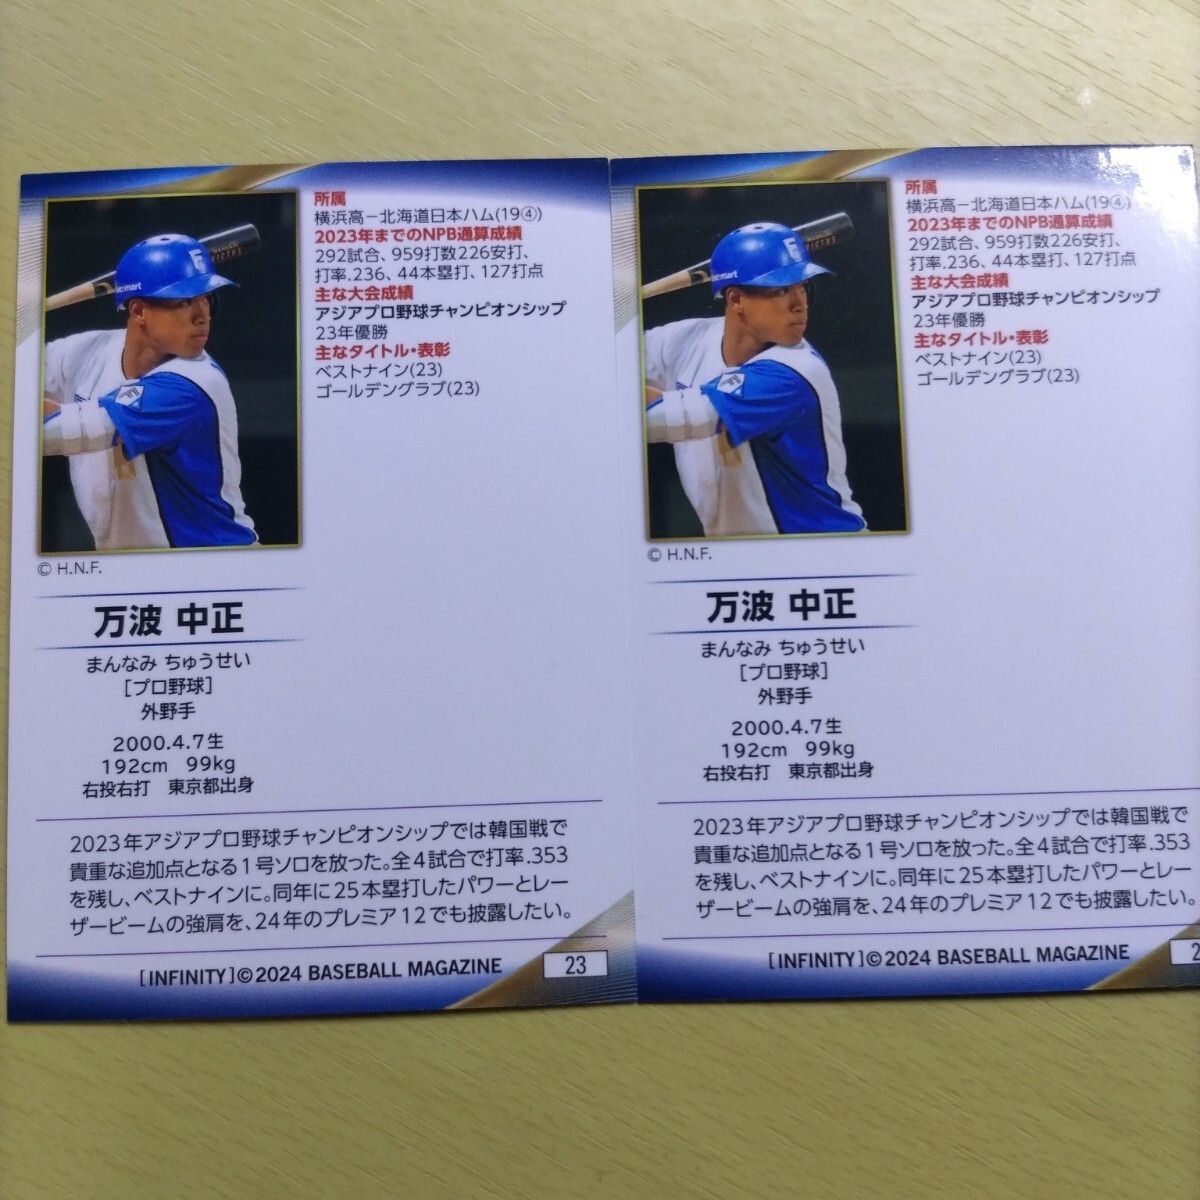 所属
横浜高－北海道日本ハム(19④)
2023年までのNPB通算成績
292試合、959打数226安打、
打率.236、44本塁打、127打点
主な大会成績
アジアプロ野球チャンピオンシップ
23年優勝
主なタイトル・表彰
ベストナイン(23)
ゴールデングラブ(23)
© H.N.F.
万波 中正
まんなみ ちゅうせい
[プロ野球]
外野手
2000.4.7生
192cm 99kg
右投右打 東京都出身
2023年アジアプロ野球チャンピオンシップでは韓国戦で
貴重な追加点となる1号ソロを放った。全4試合で打率.353
を残し、ベストナインに。同年に25本塁打したパワーとレー
ザービームの強肩を、24年のプレミア12でも披露したい。
[INFINITY]©2024 BASEBALL MAGAZINE
23
所属
横浜高－北海道日本ハム(19④)
2023年までのNPB通算成績
292試合、959打数226安打、
打率.236、44本塁打、127打点
主な大会成績
アジアプロ野球チャンピオンシップ
23年優勝
主なタイトル・表彰
ベストナイン(23)
ゴールデングラブ(23)
© H.N.F.
万波 中正
まんなみ ちゅうせい
[プロ野球]
外野手
2000.4.7生
192cm 99kg
右投右打 東京都出身
2023年アジアプロ野球チャンピオンシップでは韓国戦で
貴重な追加点となる1号ソロを放った。全4試合で打率.353
を残し、ベストナインに。同年に25本塁打したパワーとレー
ザービームの強肩を、24年のプレミア12でも披露したい。
[INFINITY]©2024 BASEBALL MAGAZINE